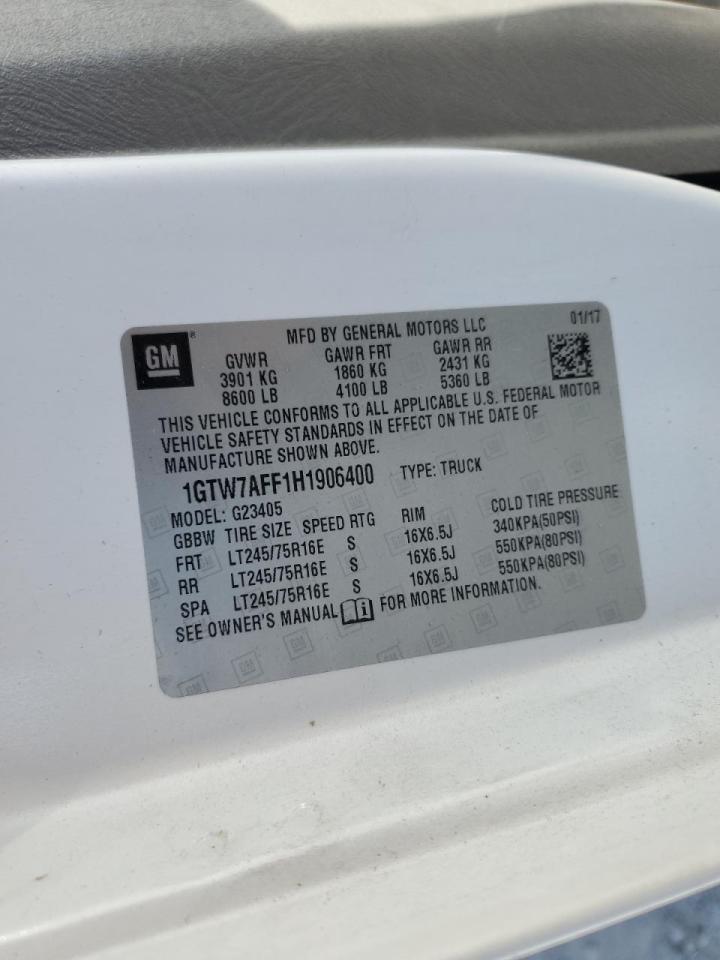 GM ®
MFD BY GENERAL MOTORS LLC 01/17
GVWR GAWR FRT GAWR RR
3901 KG 1860 KG 2431 KG
8600 LB 4100 LB 5360 LB
THIS VEHICLE CONFORMS TO ALL APPLICABLE U.S. FEDERAL MOTOR
VEHICLE SAFETY STANDARDS IN EFFECT ON THE DATE OF
MANUFACTURE SHOWN ABOVE.
1GTW7AFF1H1906400 TYPE: TRUCK
MODEL: G23405
GBBW TIRE SIZE SPEED RTG RIM COLD TIRE PRESSURE
FRT LT245/75R16E S 16X6.5J 340KPA(50PSI)
RR LT245/75R16E S 16X6.5J 550KPA(80PSI)
SPA LT245/75R16E S 16X6.5J 550KPA(80PSI)
SEE OWNER'S MANUAL FOR MORE INFORMATION.